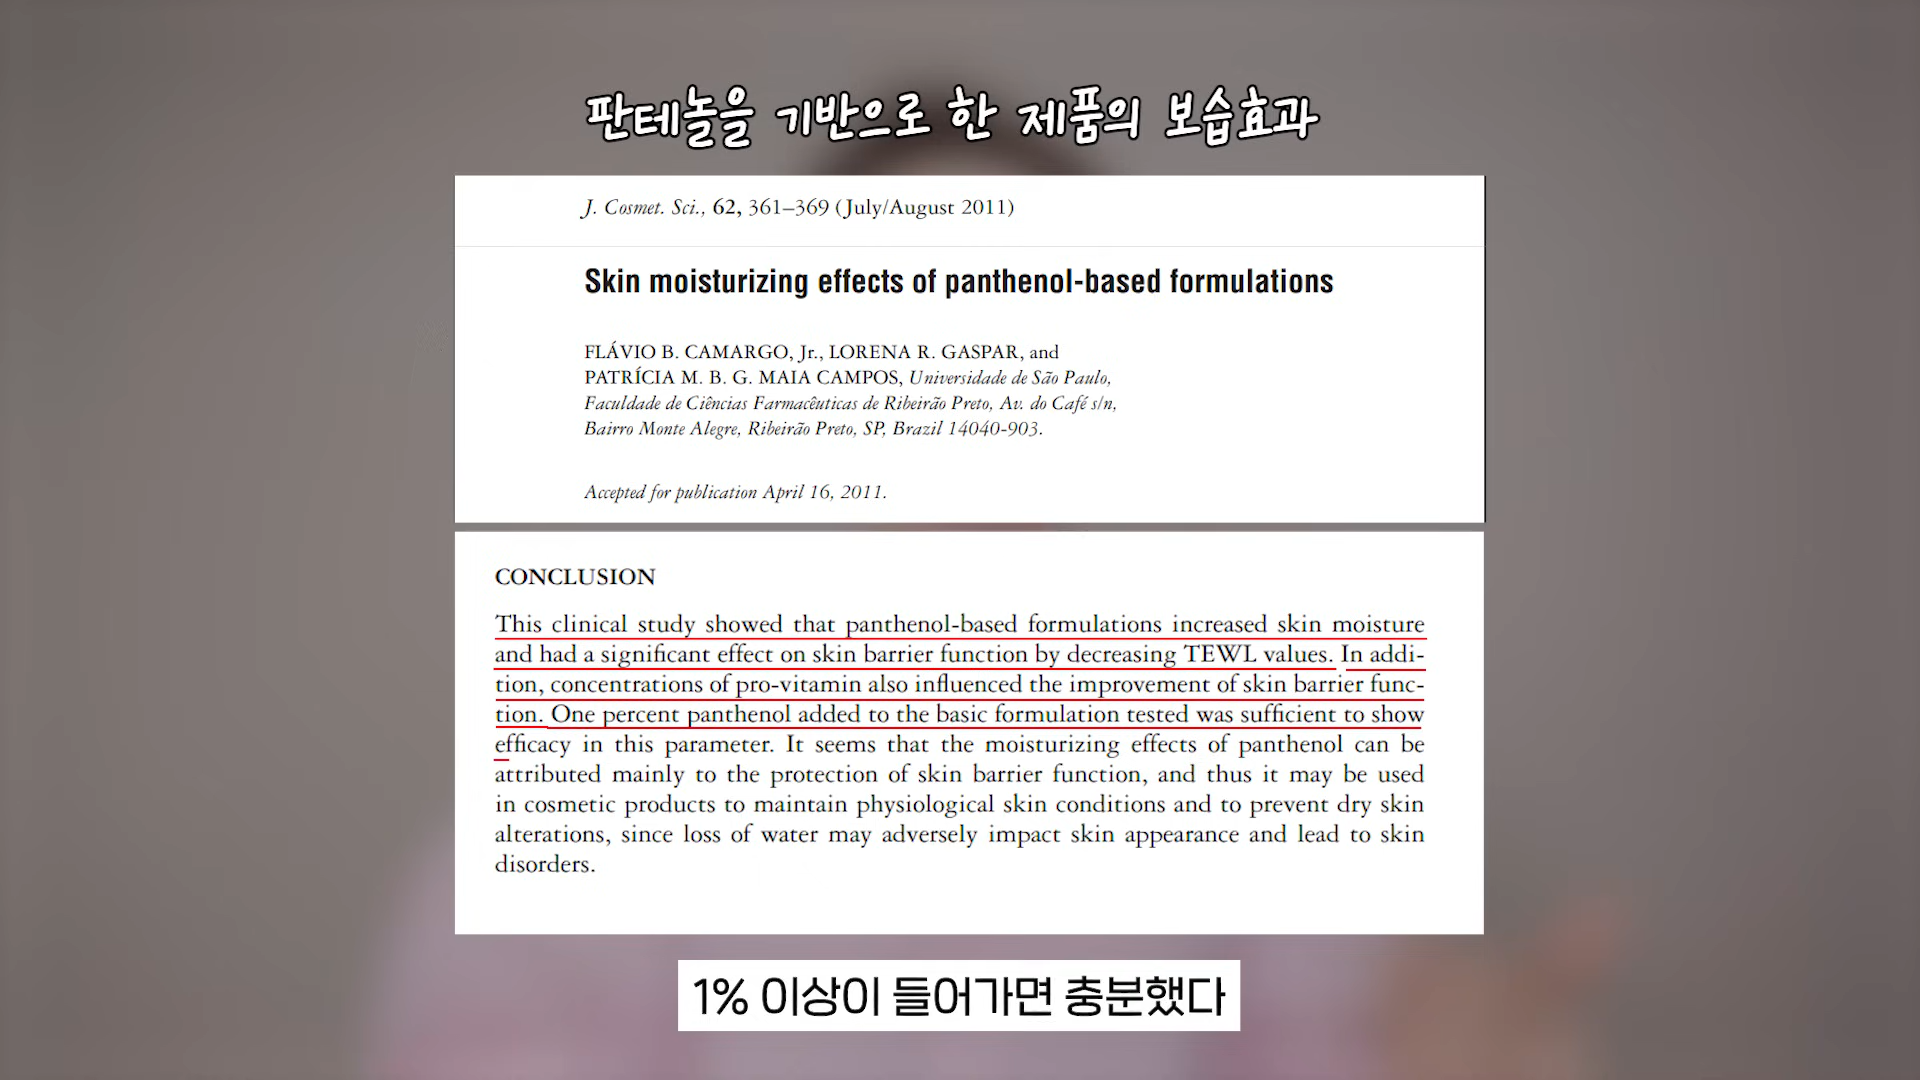 판테놀을 기반으로 한 제품의 보습효과
J. Cosmet. Sci., 62, 361–369 (July/August 2011)
Skin moisturizing effects of panthenol-based formulations
FLÁVIO B. CAMARGO, Jr., LORENA R. GASPAR, and
PATRÍCIA M. B. G. MAIA CAMPOS, Universidade de São Paulo,
Faculdade de Ciências Farmacêuticas de Ribeirão Preto, Av. do Café s/n,
Bairro Monte Alegre, Ribeirão Preto, SP, Brazil 14040-903.
Accepted for publication April 16, 2011.
CONCLUSION
This clinical study showed that panthenol-based formulations increased skin moisture
and had a significant effect on skin barrier function by decreasing TEWL values. In addi-
tion, concentrations of pro-vitamin also influenced the improvement of skin barrier func-
tion. One percent panthenol added to the basic formulation tested was sufficient to show
efficacy in this parameter. It seems that the moisturizing effects of panthenol can be
attributed mainly to the protection of skin barrier function, and thus it may be used
in cosmetic products to maintain physiological skin conditions and to prevent dry skin
alterations, since loss of water may adversely impact skin appearance and lead to skin
disorders.
1% 이상이 들어가면 충분했다